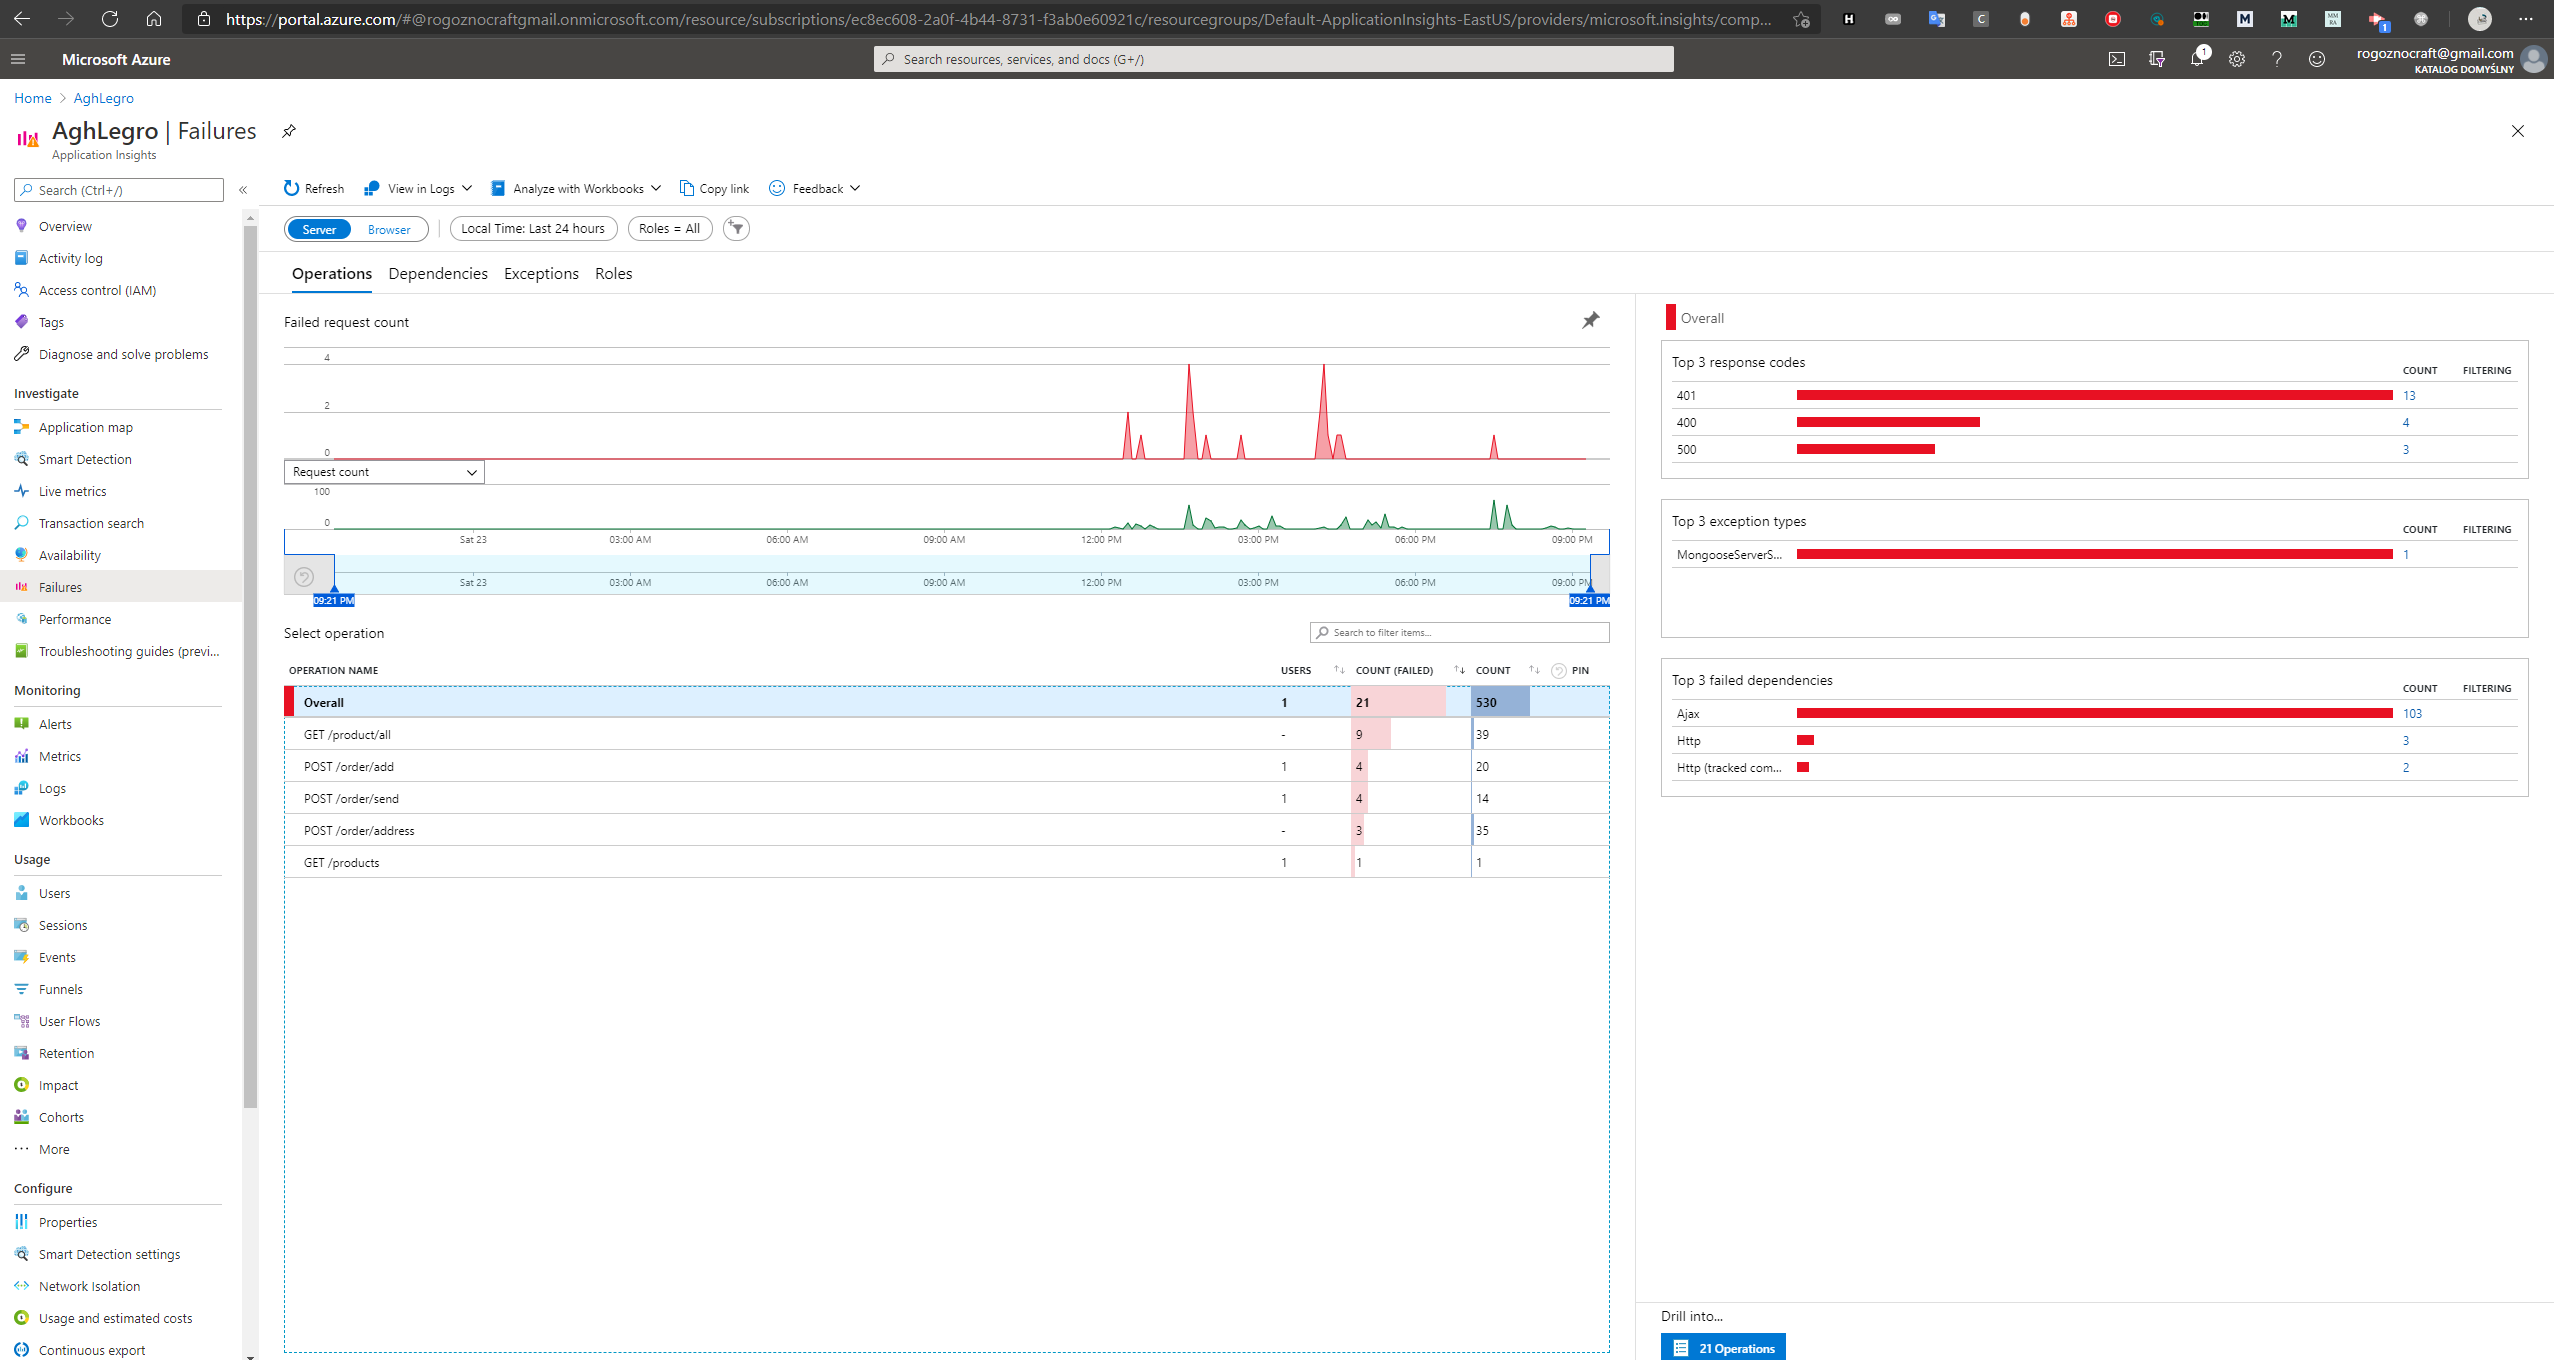 https://portal.azure.com/#@rogoznocraftgmail.onmicrosoft.com/resource/subscriptions/ec8ec608-2a0f-4b44-8731-f3ab0e60921c/resourcegroups/Default-ApplicationInsights-EastUS/providers/microsoft.insights/comp...
Microsoft Azure
Search resources, services, and docs (G+/)
1
rogoznocraft@gmail.com
KATALOG DOMYŚLNY
Home > AghLegro
AghLegro | Failures
Application Insights
Search (Ctrl+/)
Overview
Activity log
Access control (IAM)
Tags
Diagnose and solve problems
Investigate
Application map
Smart Detection
Live metrics
Transaction search
Availability
Failures
Performance
Troubleshooting guides (previ...
Monitoring
Alerts
Metrics
Logs
Workbooks
Usage
Users
Sessions
Events
Funnels
User Flows
Retention
Impact
Cohorts
More
Configure
Properties
Smart Detection settings
Network Isolation
Usage and estimated costs
Continuous export
Refresh View in Logs Analyze with Workbooks Copy link Feedback
Server Browser Local Time: Last 24 hours Roles = All
Operations Dependencies Exceptions Roles
Failed request count
4
2
0
Request count
100
0
Sat 23 03:00 AM 06:00 AM 09:00 AM 12:00 PM 03:00 PM 06:00 PM 09:00 PM
Sat 23 03:00 AM 06:00 AM 09:00 AM 12:00 PM 03:00 PM 06:00 PM 09:00 PM
09:21 PM 09:21 PM
Select operation
Search to filter items...
OPERATION NAME USERS COUNT (FAILED) COUNT PIN
Overall 1 21 530
GET /product/all - 9 39
POST /order/add 1 4 20
POST /order/send 1 4 14
POST /order/address - 3 35
GET /products 1 1 1
Overall
Top 3 response codes
COUNT FILTERING
401 13
400 4
500 3
Top 3 exception types
COUNT FILTERING
MongooseServerS... 1
Top 3 failed dependencies
COUNT FILTERING
Ajax 103
Http 3
Http (tracked com... 2
Drill into...
21 Operations